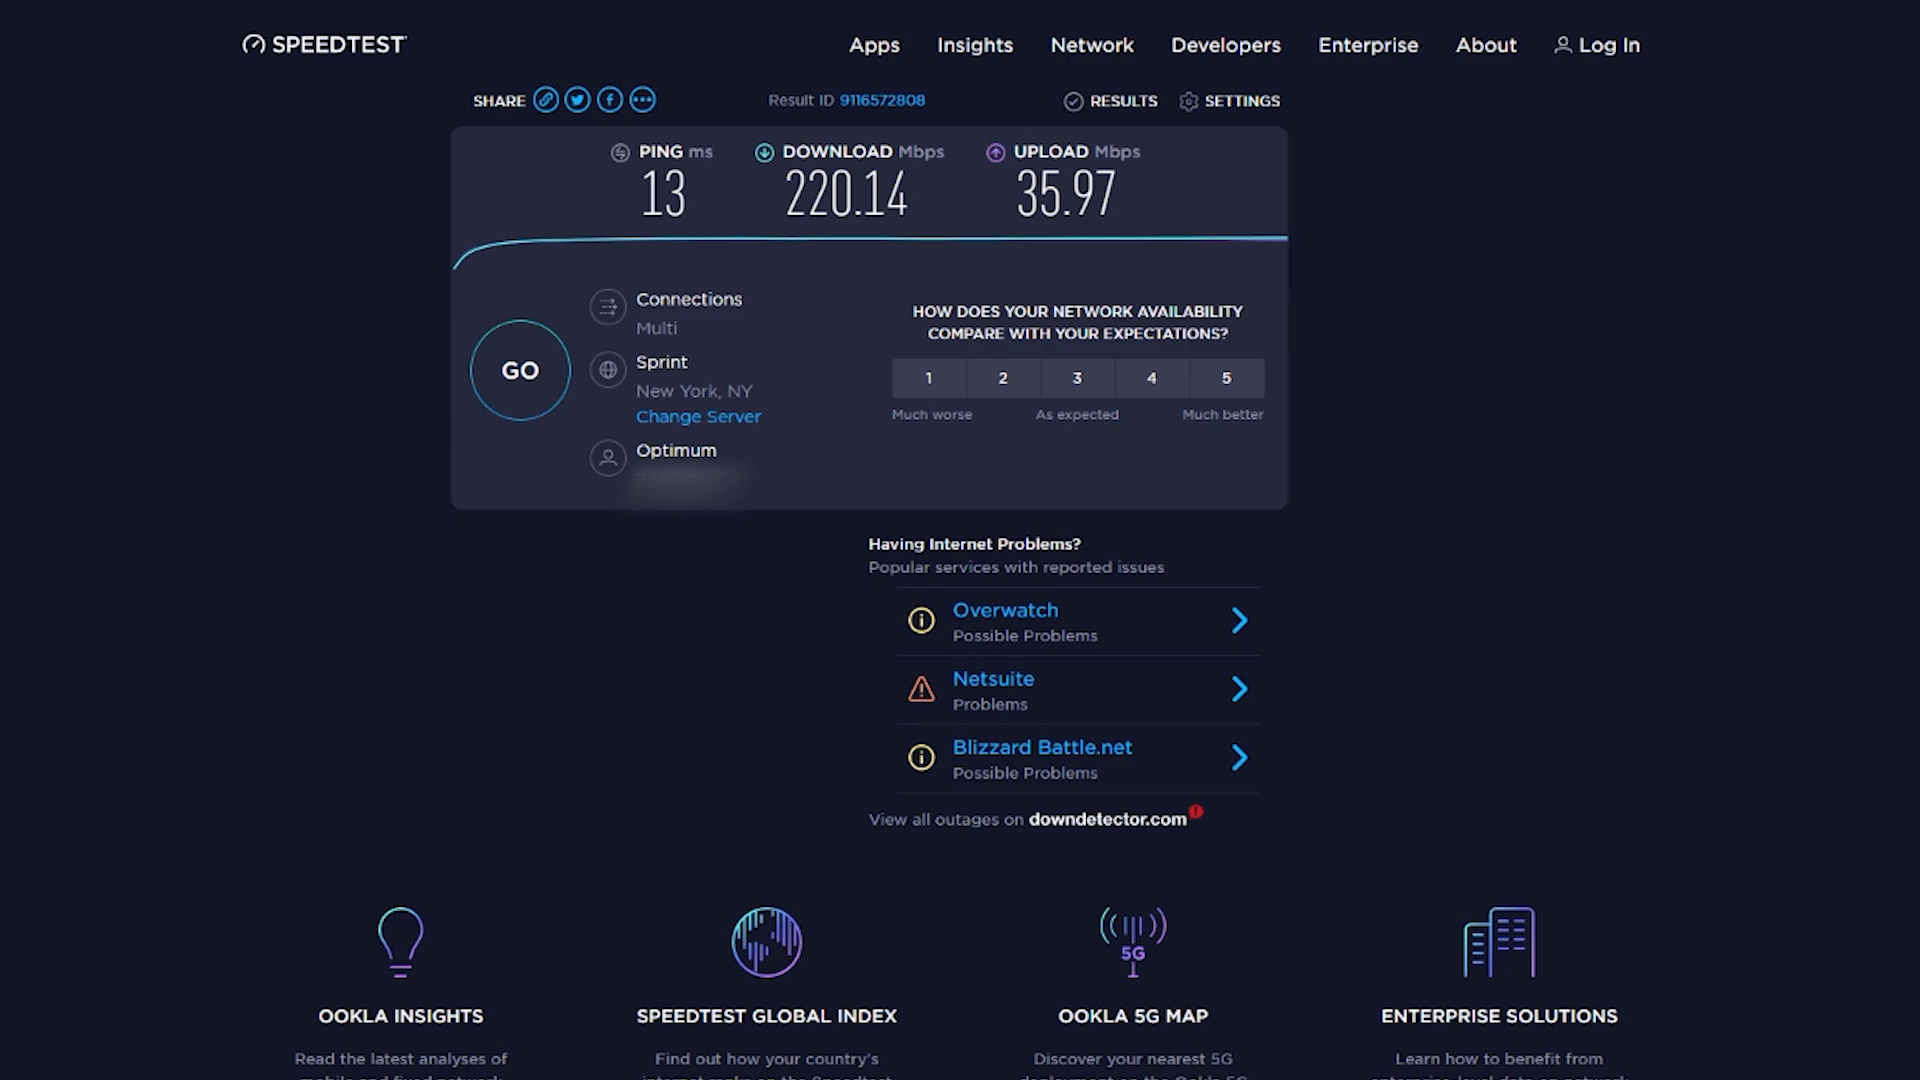 SPEEDTEST
Apps Insights Network Developers Enterprise About Log In
SHARE Result ID 9116572808 RESULTS SETTINGS
PING ms DOWNLOAD Mbps UPLOAD Mbps
13 220.14 35.97
GO
Connections
Multi
Sprint
New York, NY
Change Server
Optimum
HOW DOES YOUR NETWORK AVAILABILITY
COMPARE WITH YOUR EXPECTATIONS?
1 2 3 4 5
Much worse As expected Much better
Having Internet Problems?
Popular services with reported issues
Overwatch
Possible Problems
Netsuite
Problems
Blizzard Battle.net
Possible Problems
View all outages on downdetector.com
5G
OOKLA INSIGHTS SPEEDTEST GLOBAL INDEX OOKLA 5G MAP ENTERPRISE SOLUTIONS
Read the latest analyses of Find out how your country's Discover your nearest 5G Learn how to benefit from